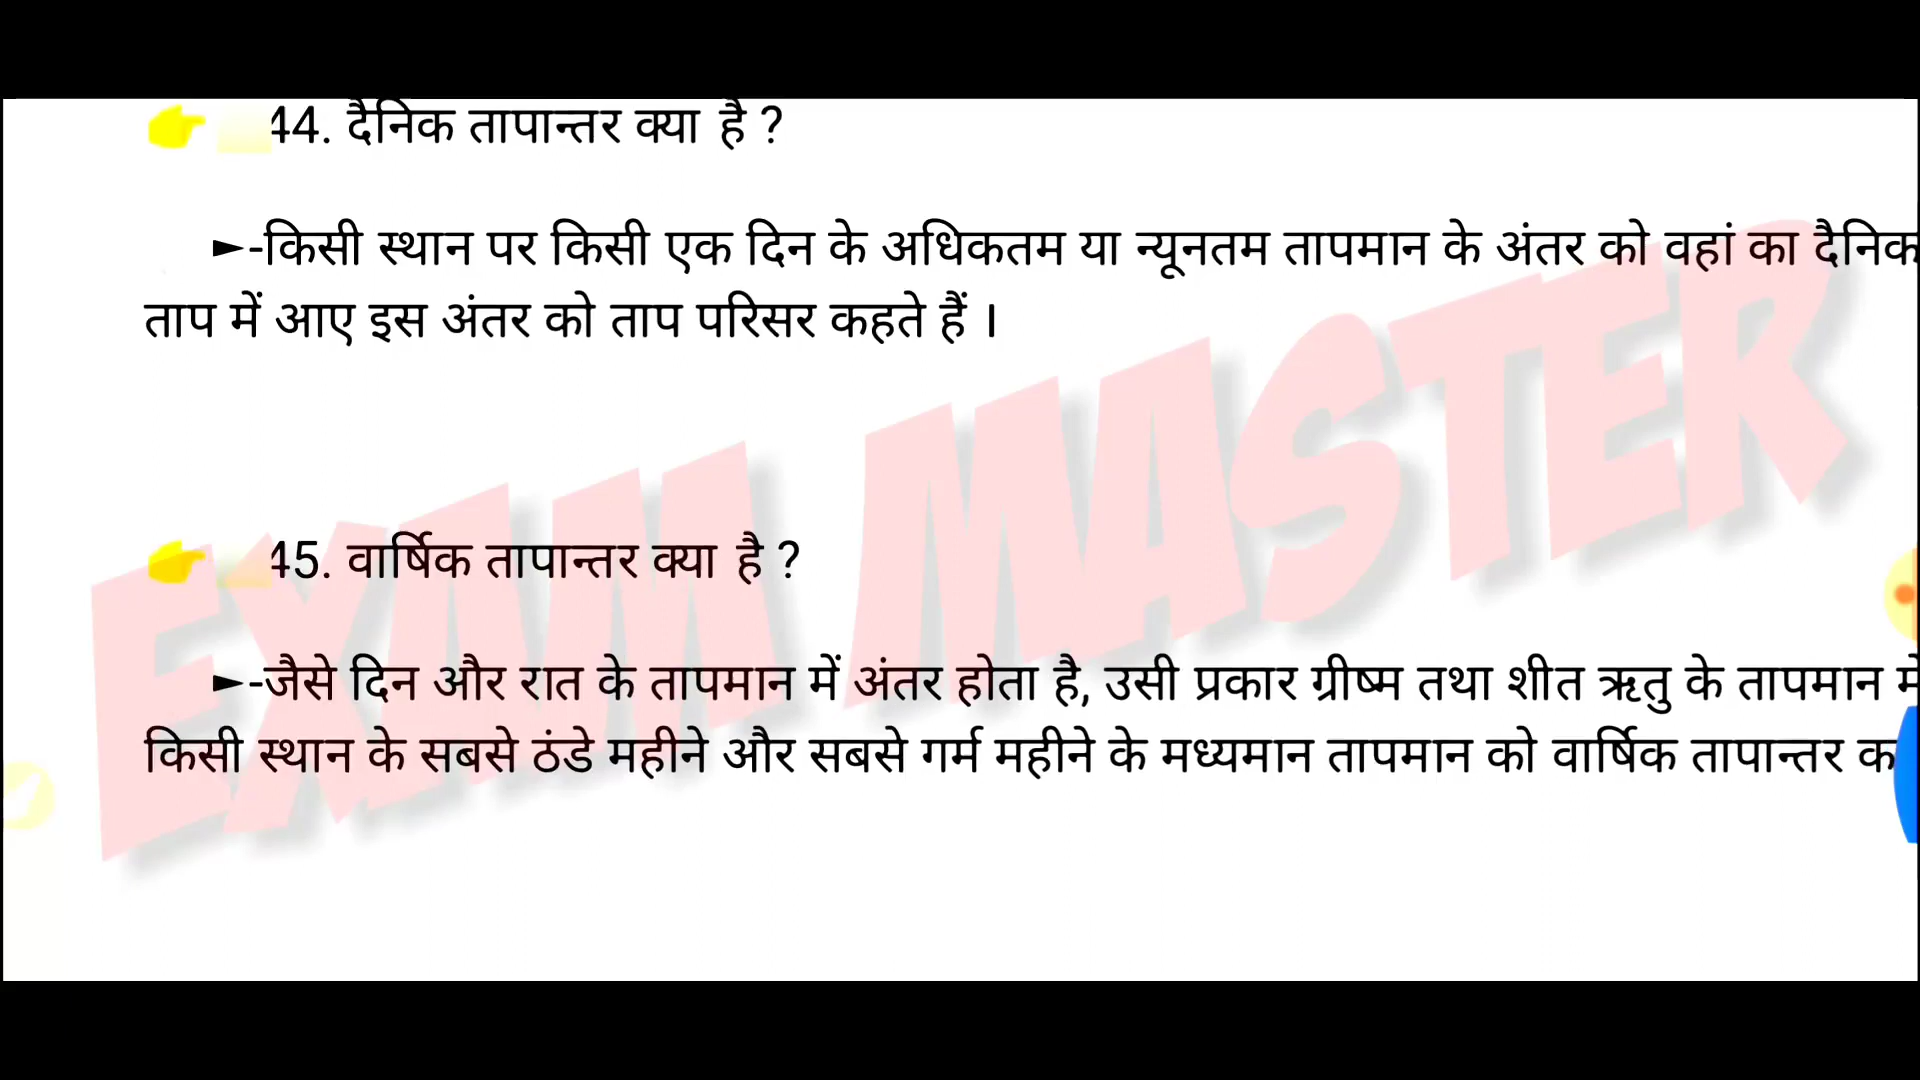 44. दैनिक तापान्तर क्या है ?
►-किसी स्थान पर किसी एक दिन के अधिकतम या न्यूनतम तापमान के अंतर को वहां का दैनिक
ताप में आए इस अंतर को ताप परिसर कहते हैं ।
45. वार्षिक तापान्तर क्या है ?
►-जैसे दिन और रात के तापमान में अंतर होता है, उसी प्रकार ग्रीष्म तथा शीत ऋतु के तापमान में
किसी स्थान के सबसे ठंडे महीने और सबसे गर्म महीने के मध्यमान तापमान को वार्षिक तापान्तर क
EXAM MASTER